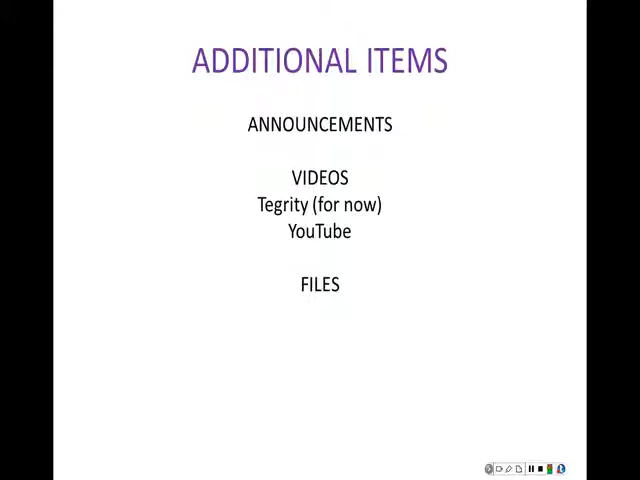 ADDITIONAL ITEMS
ANNOUNCEMENTS
VIDEOS
Tegrity (for now)
YouTube
FILES